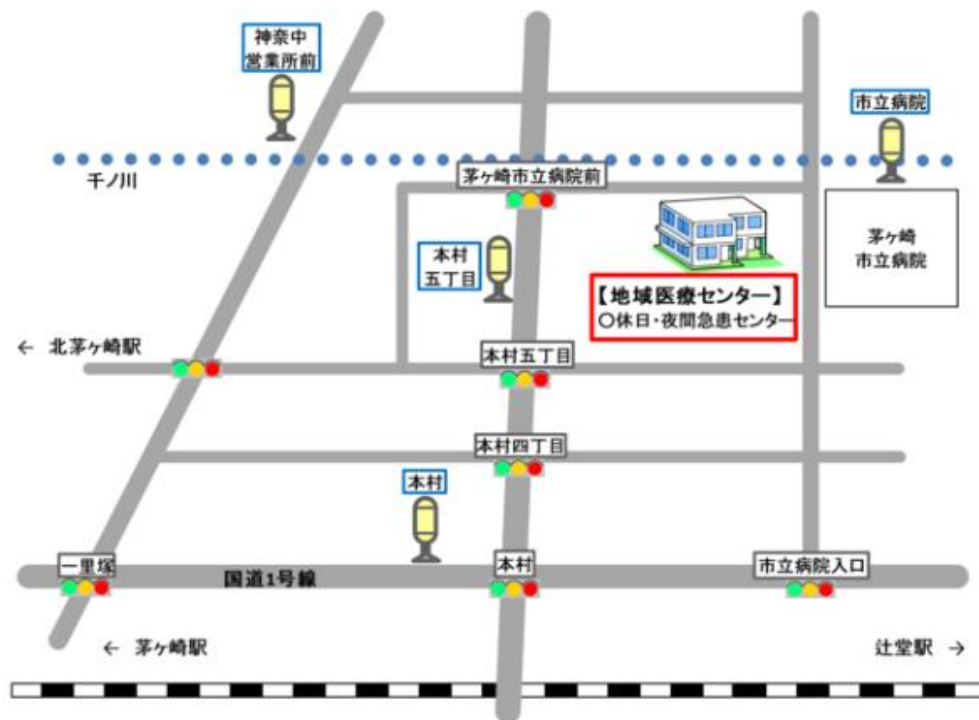 神奈中
営業所前
市立病院
千ノ川
茅ヶ崎市立病院前
本村
五丁目
茅ヶ崎
市立病院
【地域医療センター】
○休日・夜間急患センター
← 北茅ヶ崎駅
本村五丁目
本村四丁目
本村
一里塚
国道1号線
本村
市立病院入口
← 茅ヶ崎駅
辻堂駅 →